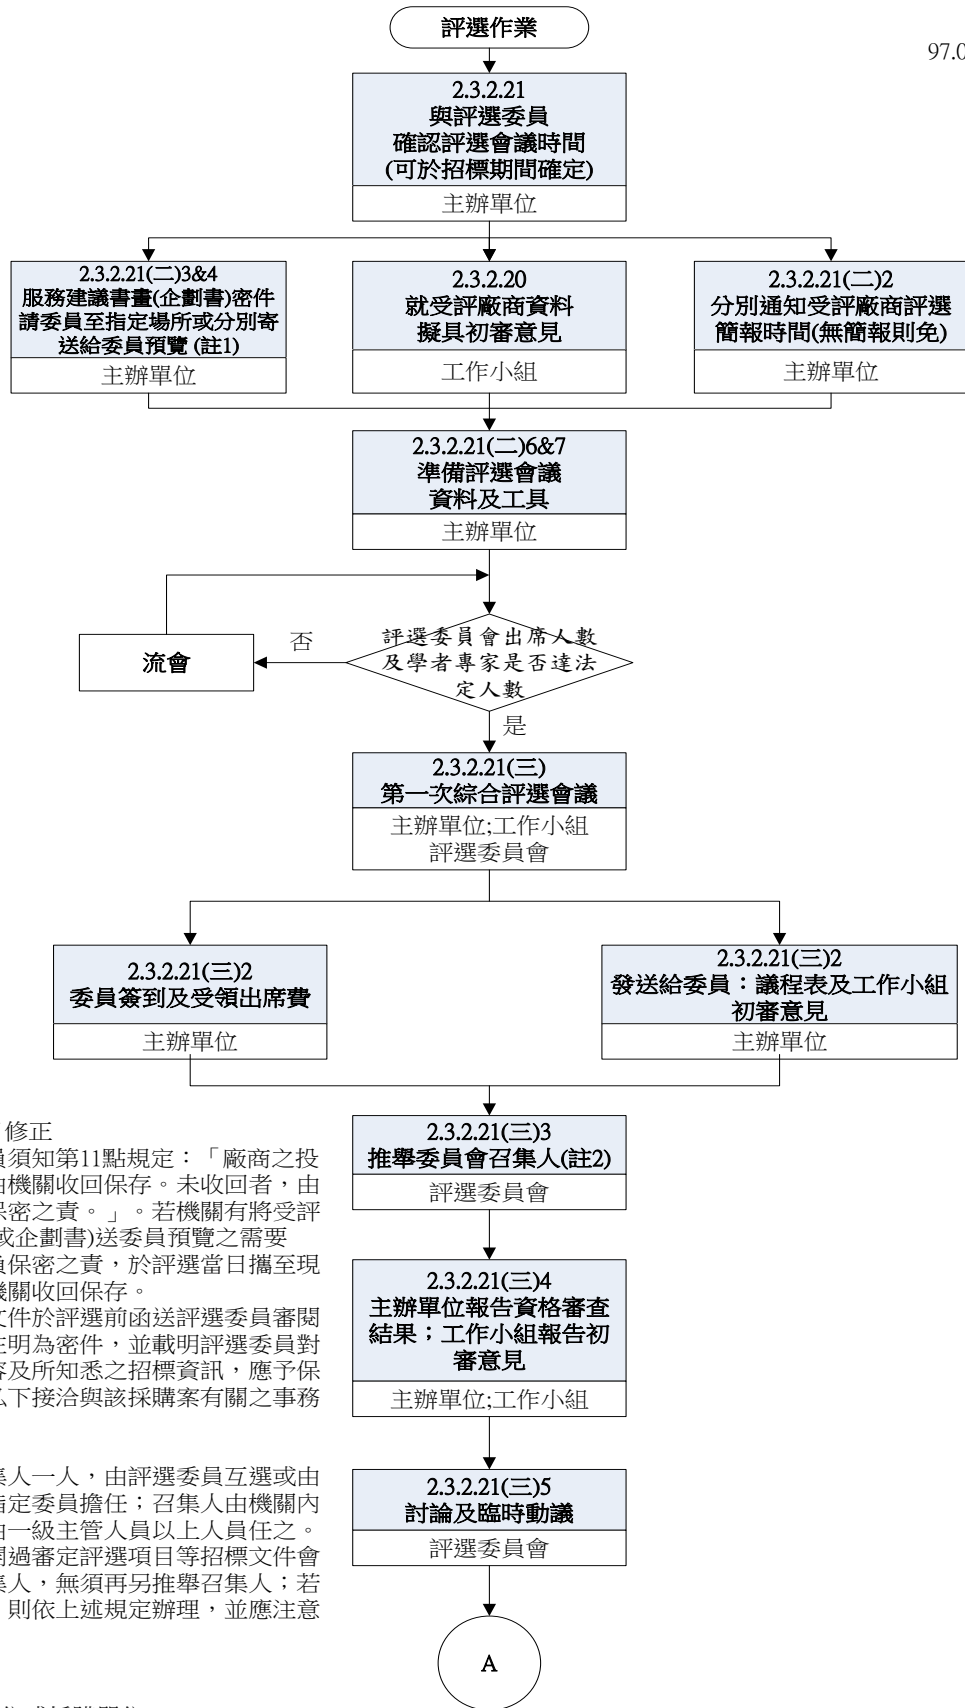 評選作業
97.0
2.3.2.21
與評選委員
確認評選會議時間
(可於招標期間確定)
主辦單位
2.3.2.21(二)3&4
服務建議書畫(企劃書)密件
請委員至指定場所或分別寄
送給委員預覽 (註1)
主辦單位
2.3.2.20
就受評廠商資料
擬具初審意見
工作小組
2.3.2.21(二)2
分別通知受評廠商評選
簡報時間(無簡報則免)
主辦單位
2.3.2.21(二)6&7
準備評選會議
資料及工具
主辦單位
評選委員會出席人數
及學者專家是否達法
定人數
否
流會
是
2.3.2.21(三)
第一次綜合評選會議
主辦單位;工作小組
評選委員會
2.3.2.21(三)2
委員簽到及受領出席費
主辦單位
2.3.2.21(三)2
發送給委員：議程表及工作小組
初審意見
主辦單位
2.3.2.21(三)3
推舉委員會召集人(註2)
評選委員會
2.3.2.21(三)4
主辦單位報告資格審查
結果；工作小組報告初
審意見
主辦單位;工作小組
2.3.2.21(三)5
討論及臨時動議
評選委員會
A
修正
員須知第11點規定：「廠商之投
由機關收回保存。未收回者，由
保密之責。」。若機關有將受評
或企劃書)送委員預覽之需要
負保密之責，於評選當日攜至現
機關收回保存。
文件於評選前函送評選委員審閱
註明為密件，並載明評選委員對
容及所知悉之招標資訊，應予保
私下接洽與該採購案有關之事務
集人一人，由評選委員互選或由
指定委員擔任；召集人由機關內
由一級主管人員以上人員任之。
開過審定評選項目等招標文件會
集人，無須再另推舉召集人；若
則依上述規定辦理，並應注意